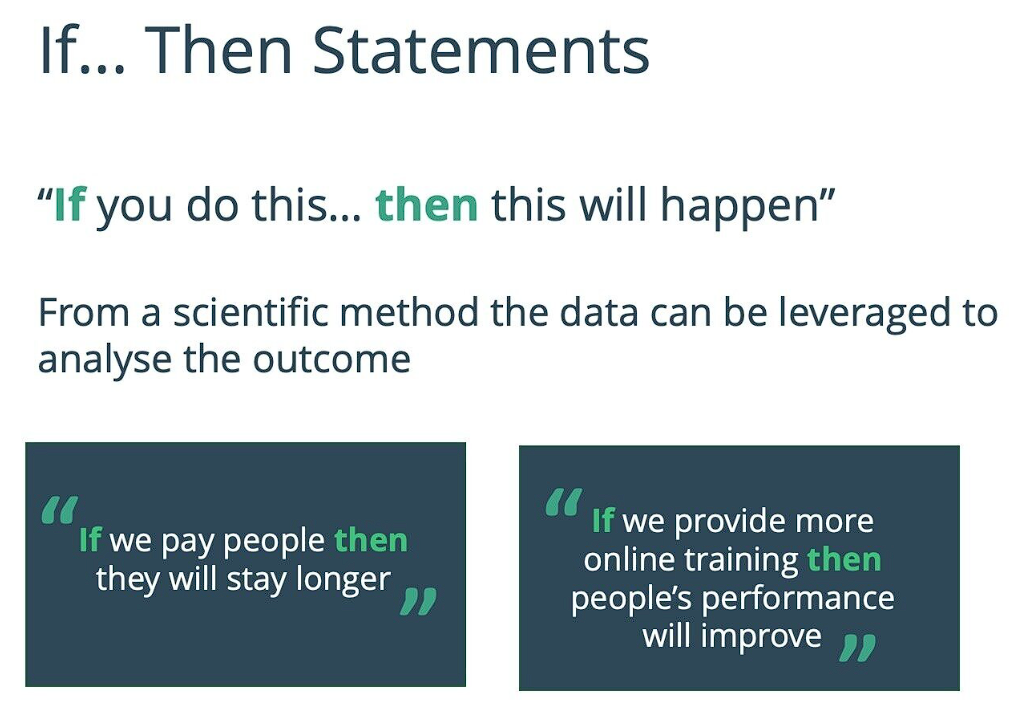 If... Then Statements
“If you do this... then this will happen”
From a scientific method the data can be leveraged to
analyse the outcome
“If we pay people then
they will stay longer”
“If we provide more
online training then
people’s performance
will improve”